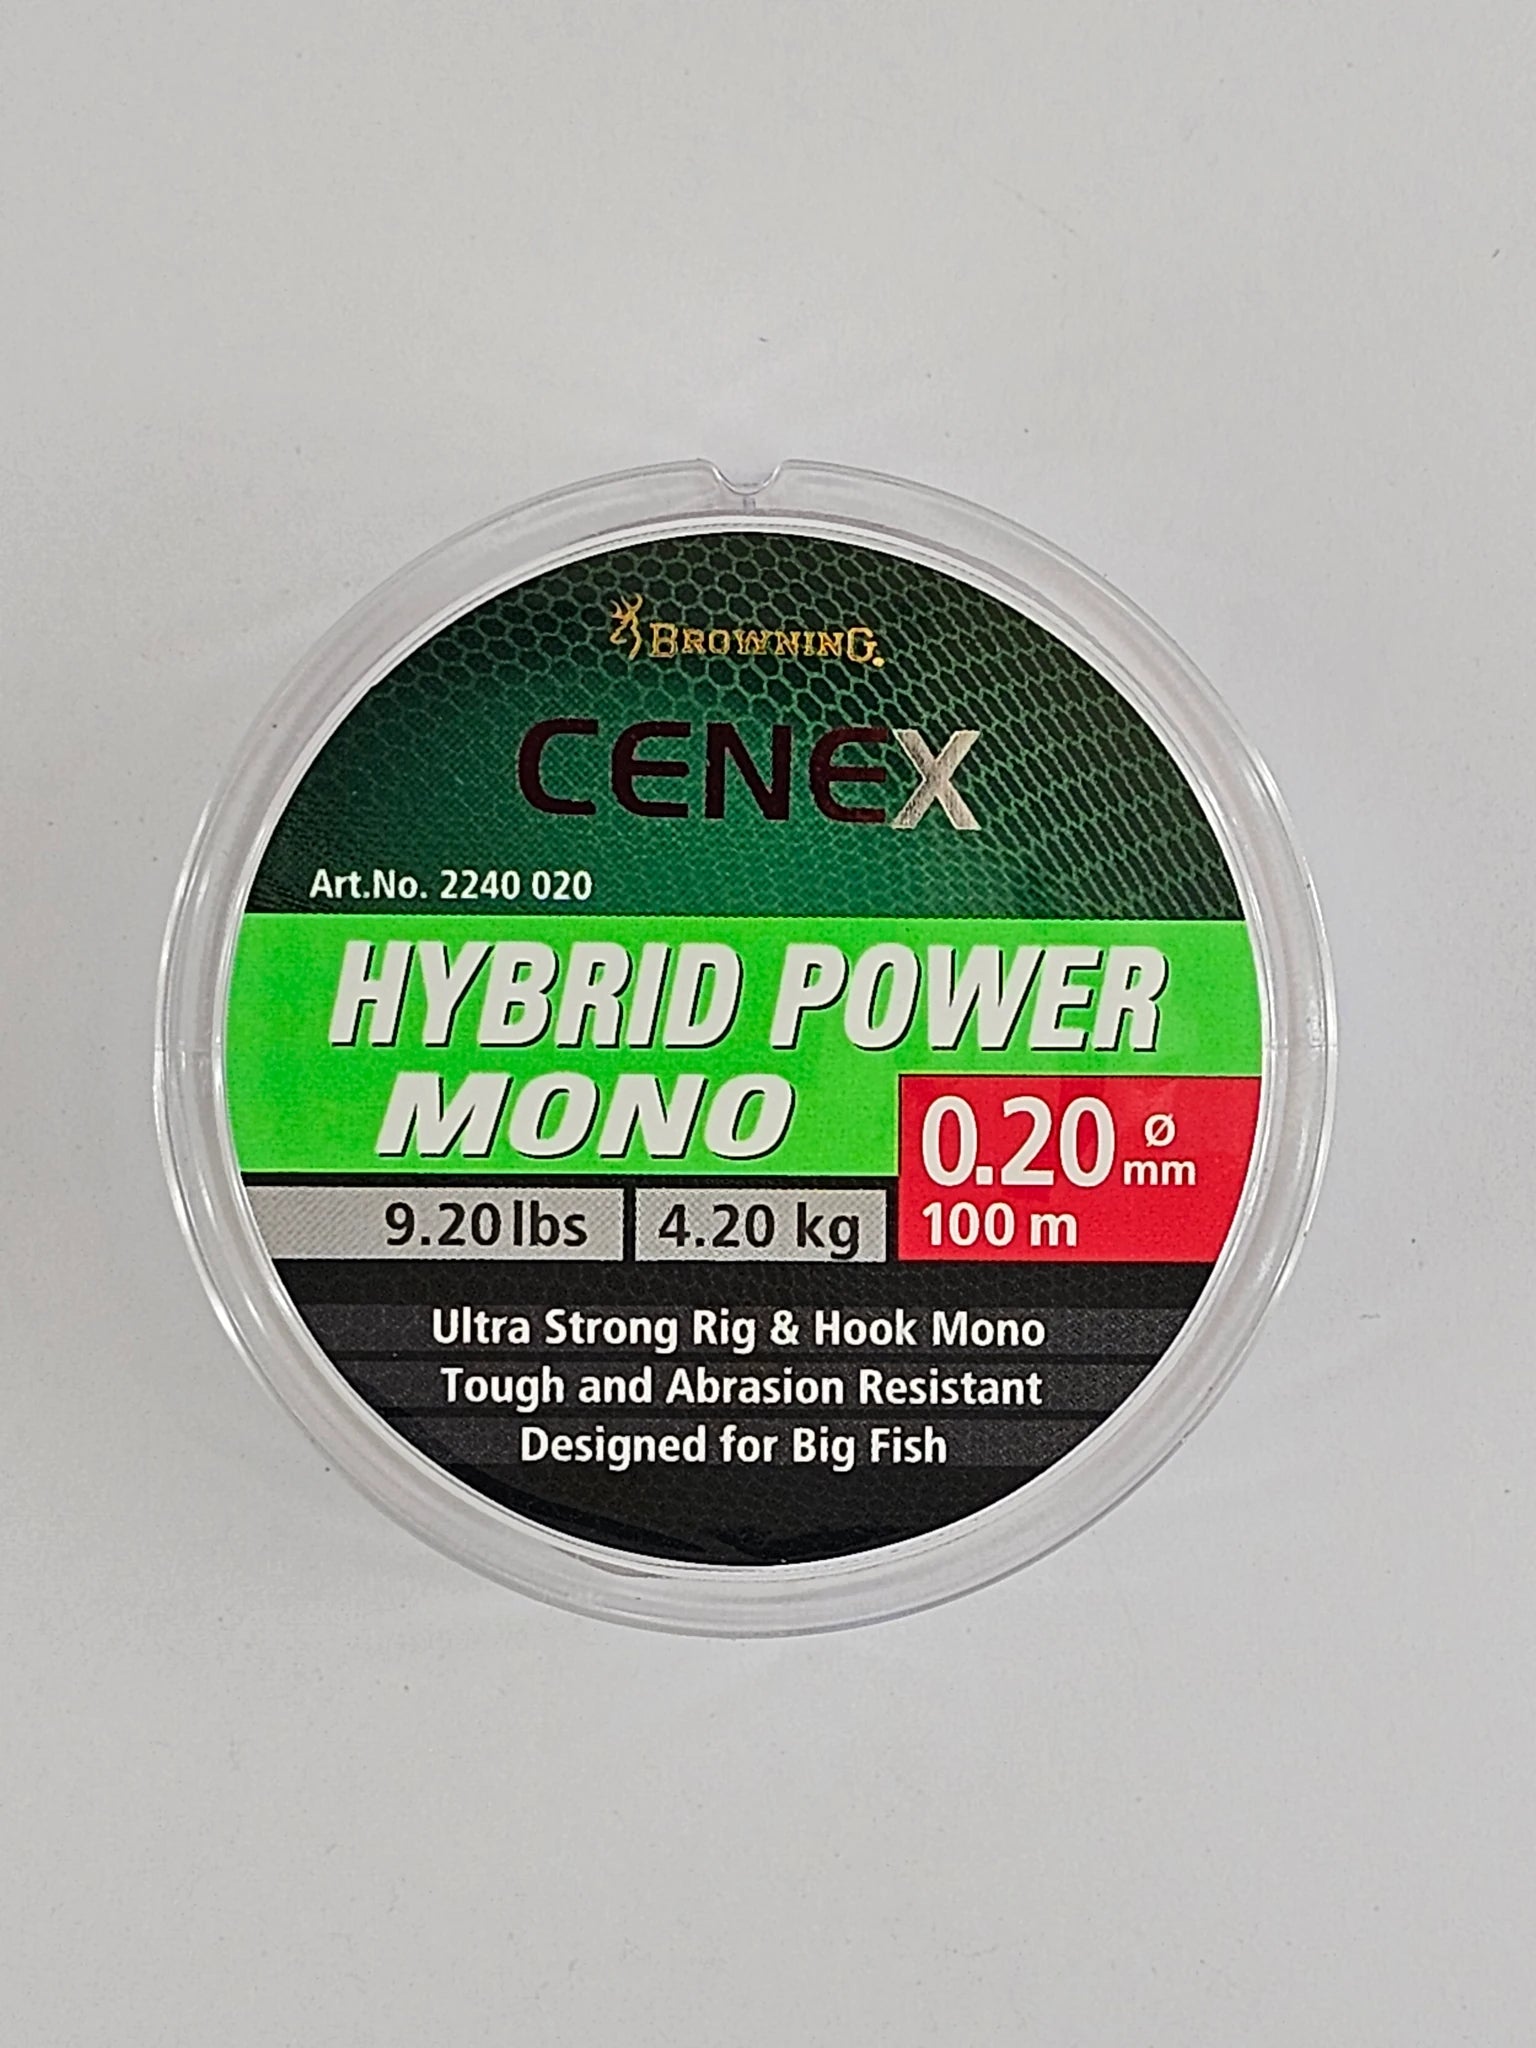 BROWNING.
CENEX
Art.No. 2240 020
HYBRID POWER
MONO
0.20 ø mm
9.20 lbs 4.20 kg 100 m
Ultra Strong Rig & Hook Mono
Tough and Abrasion Resistant
Designed for Big Fish